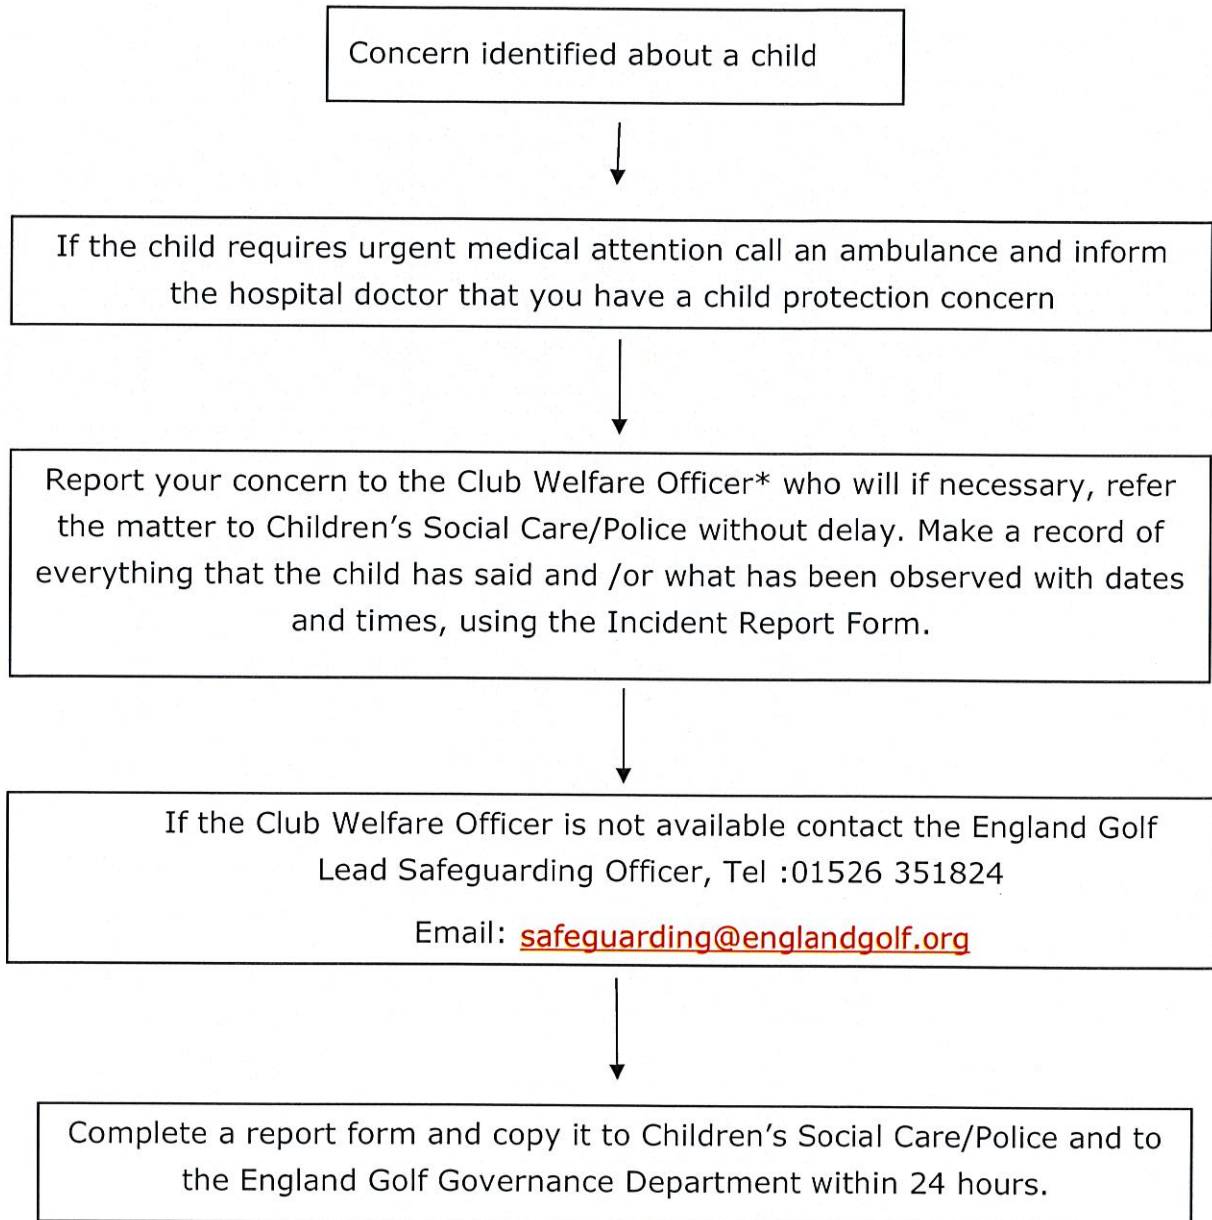 Concern identified about a child
If the child requires urgent medical attention call an ambulance and inform
the hospital doctor that you have a child protection concern
Report your concern to the Club Welfare Officer* who will if necessary, refer
the matter to Children's Social Care/Police without delay. Make a record of
everything that the child has said and /or what has been observed with dates
and times, using the Incident Report Form.
If the Club Welfare Officer is not available contact the England Golf
Lead Safeguarding Officer, Tel :01526 351824
Email: safeguarding@englandgolf.org
Complete a report form and copy it to Children's Social Care/Police and to
the England Golf Governance Department within 24 hours.